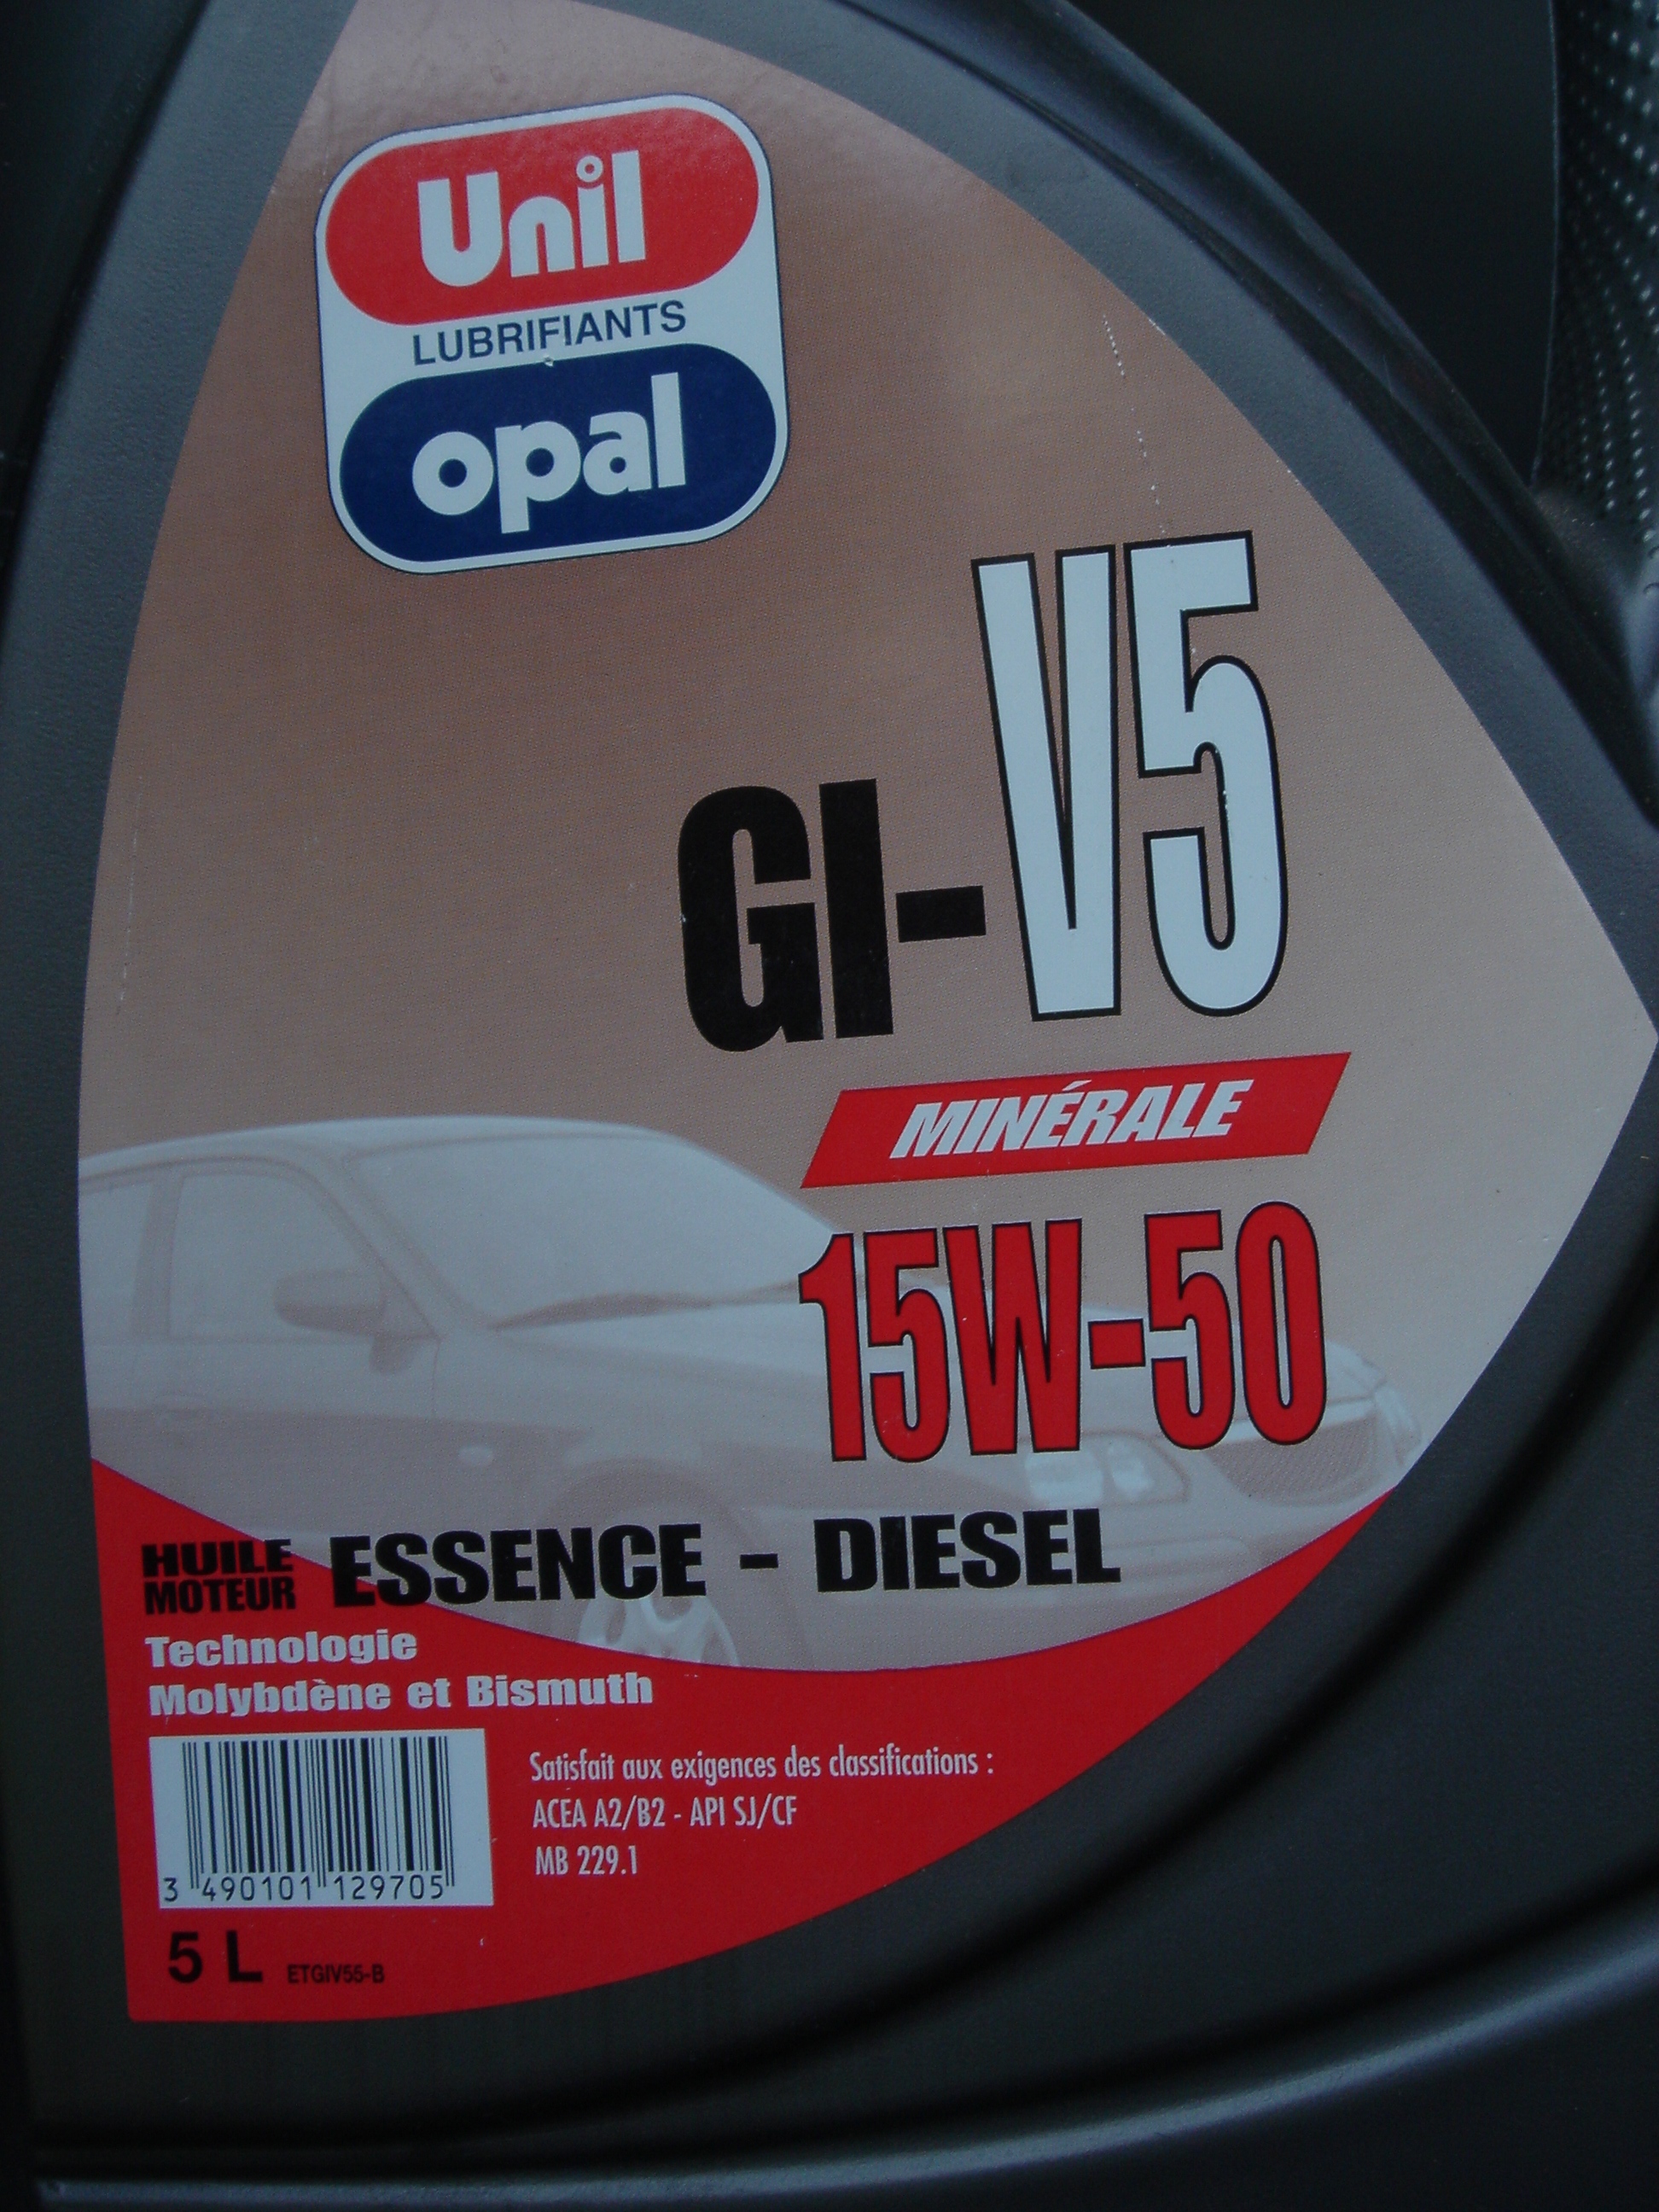 Unil
LUBRIFIANTS
opal
GI-V5
MINÉRALE
15W-50
HUILE MOTEUR ESSENCE - DIESEL
Technologie
Molybdène et Bismuth
Satisfait aux exigences des classifications :
ACEA A2/B2 - API SJ/CF
MB 229.1
3 490101 129705
5 L ETGIV55-B